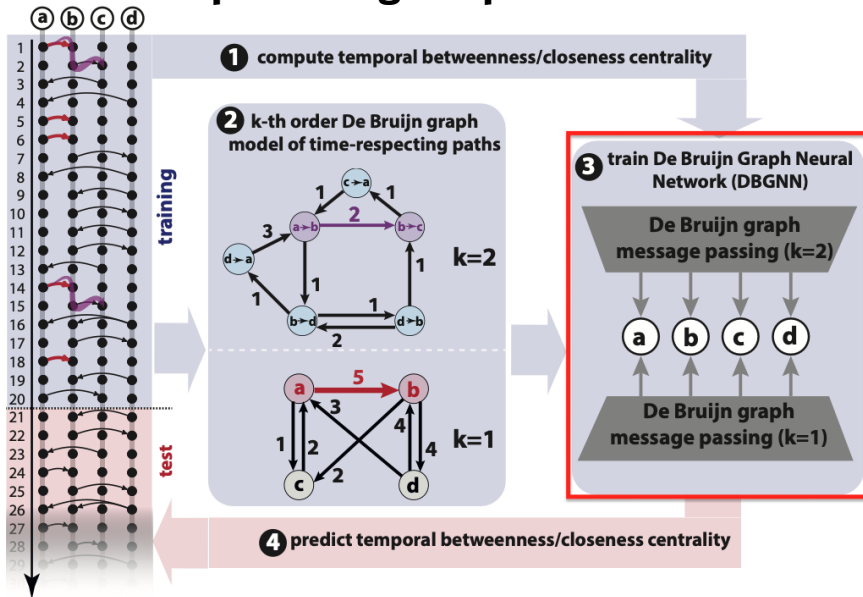 a b c d
1
2
3
4
5
6
7
8
9
10
11
12
13
14
15
16
17
18
19
20
21
22
23
24
25
26
27
28
29
training
test
1 compute temporal betweenness/closeness centrality
2 k-th order De Bruijn graph
model of time-respecting paths
c→a
1 1
a→b 2 b→c
3
d→a
k=2
1 1 1
1
b→d d→b
2
a 5 b
3
k=1
1 2 4 4
2
c d
3 train De Bruijn Graph Neural
Network (DBGNN)
De Bruijn graph
message passing (k=2)
a b c d
De Bruijn graph
message passing (k=1)
4 predict temporal betweenness/closeness centrality